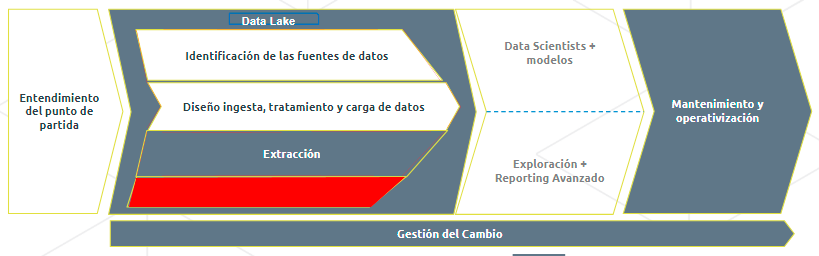 Data Lake
Entendimiento
del punto de
partida
Identificación de las fuentes de datos
Diseño ingesta, tratamiento y carga de datos
Extracción
Data Scientists +
modelos
Exploración +
Reporting Avanzado
Mantenimiento y
operativización
Gestión del Cambio